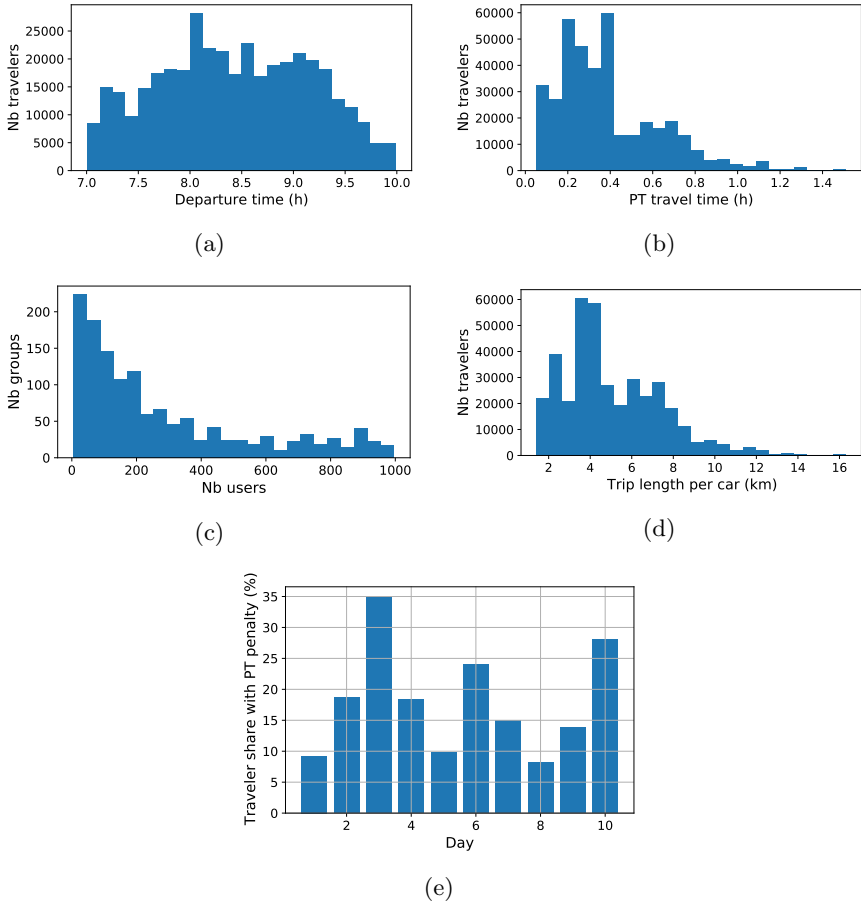 Nb travelers
25000
20000
15000
10000
5000
0
7.0 7.5 8.0 8.5 9.0 9.5 10.0
Departure time (h)
(a)
Nb travelers
60000
50000
40000
30000
20000
10000
0
0.0 0.2 0.4 0.6 0.8 1.0 1.2 1.4
PT travel time (h)
(b)
Nb groups
200
150
100
50
0
0 200 400 600 800 1000
Nb users
(c)
Nb travelers
60000
50000
40000
30000
20000
10000
0
2 4 6 8 10 12 14 16
Trip length per car (km)
(d)
Traveler share with PT penalty (%)
35
30
25
20
15
10
5
0
2 4 6 8 10
Day
(e)